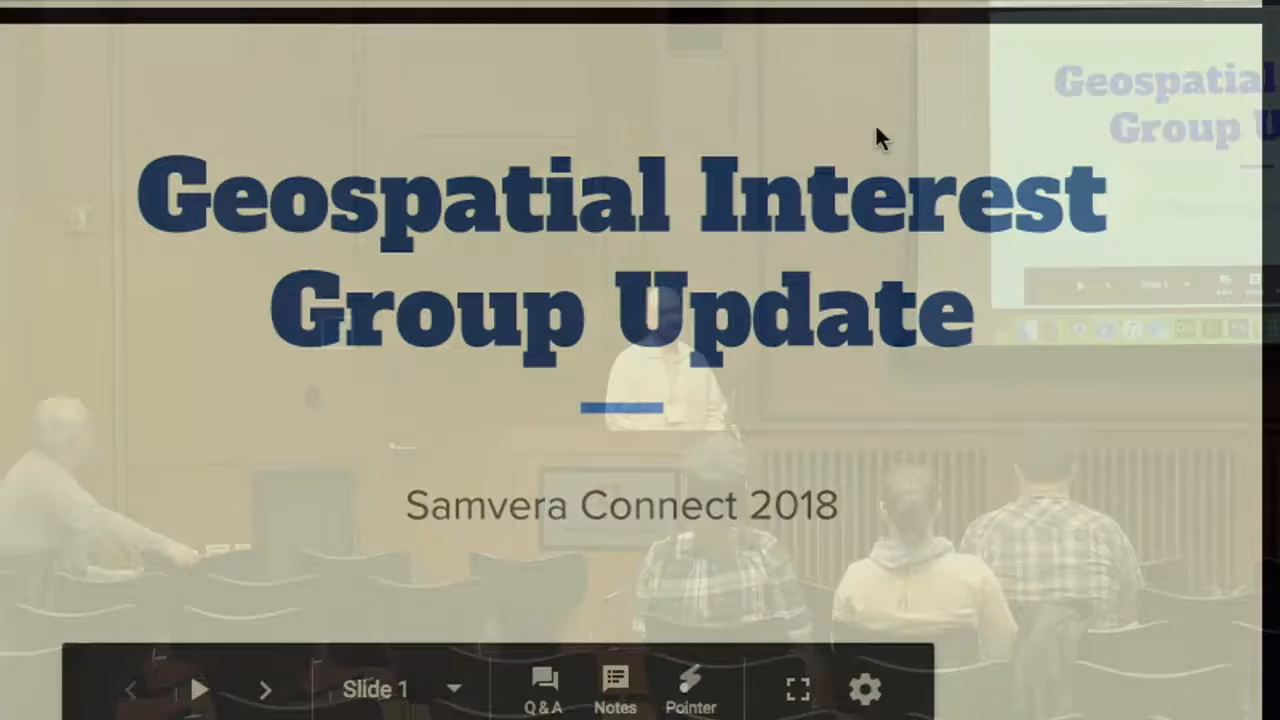 Geospatial Interest
Group Update
Samvera Connect 2018
Geospatial
Group U
Slide 1
Q & A
Notes
Pointer